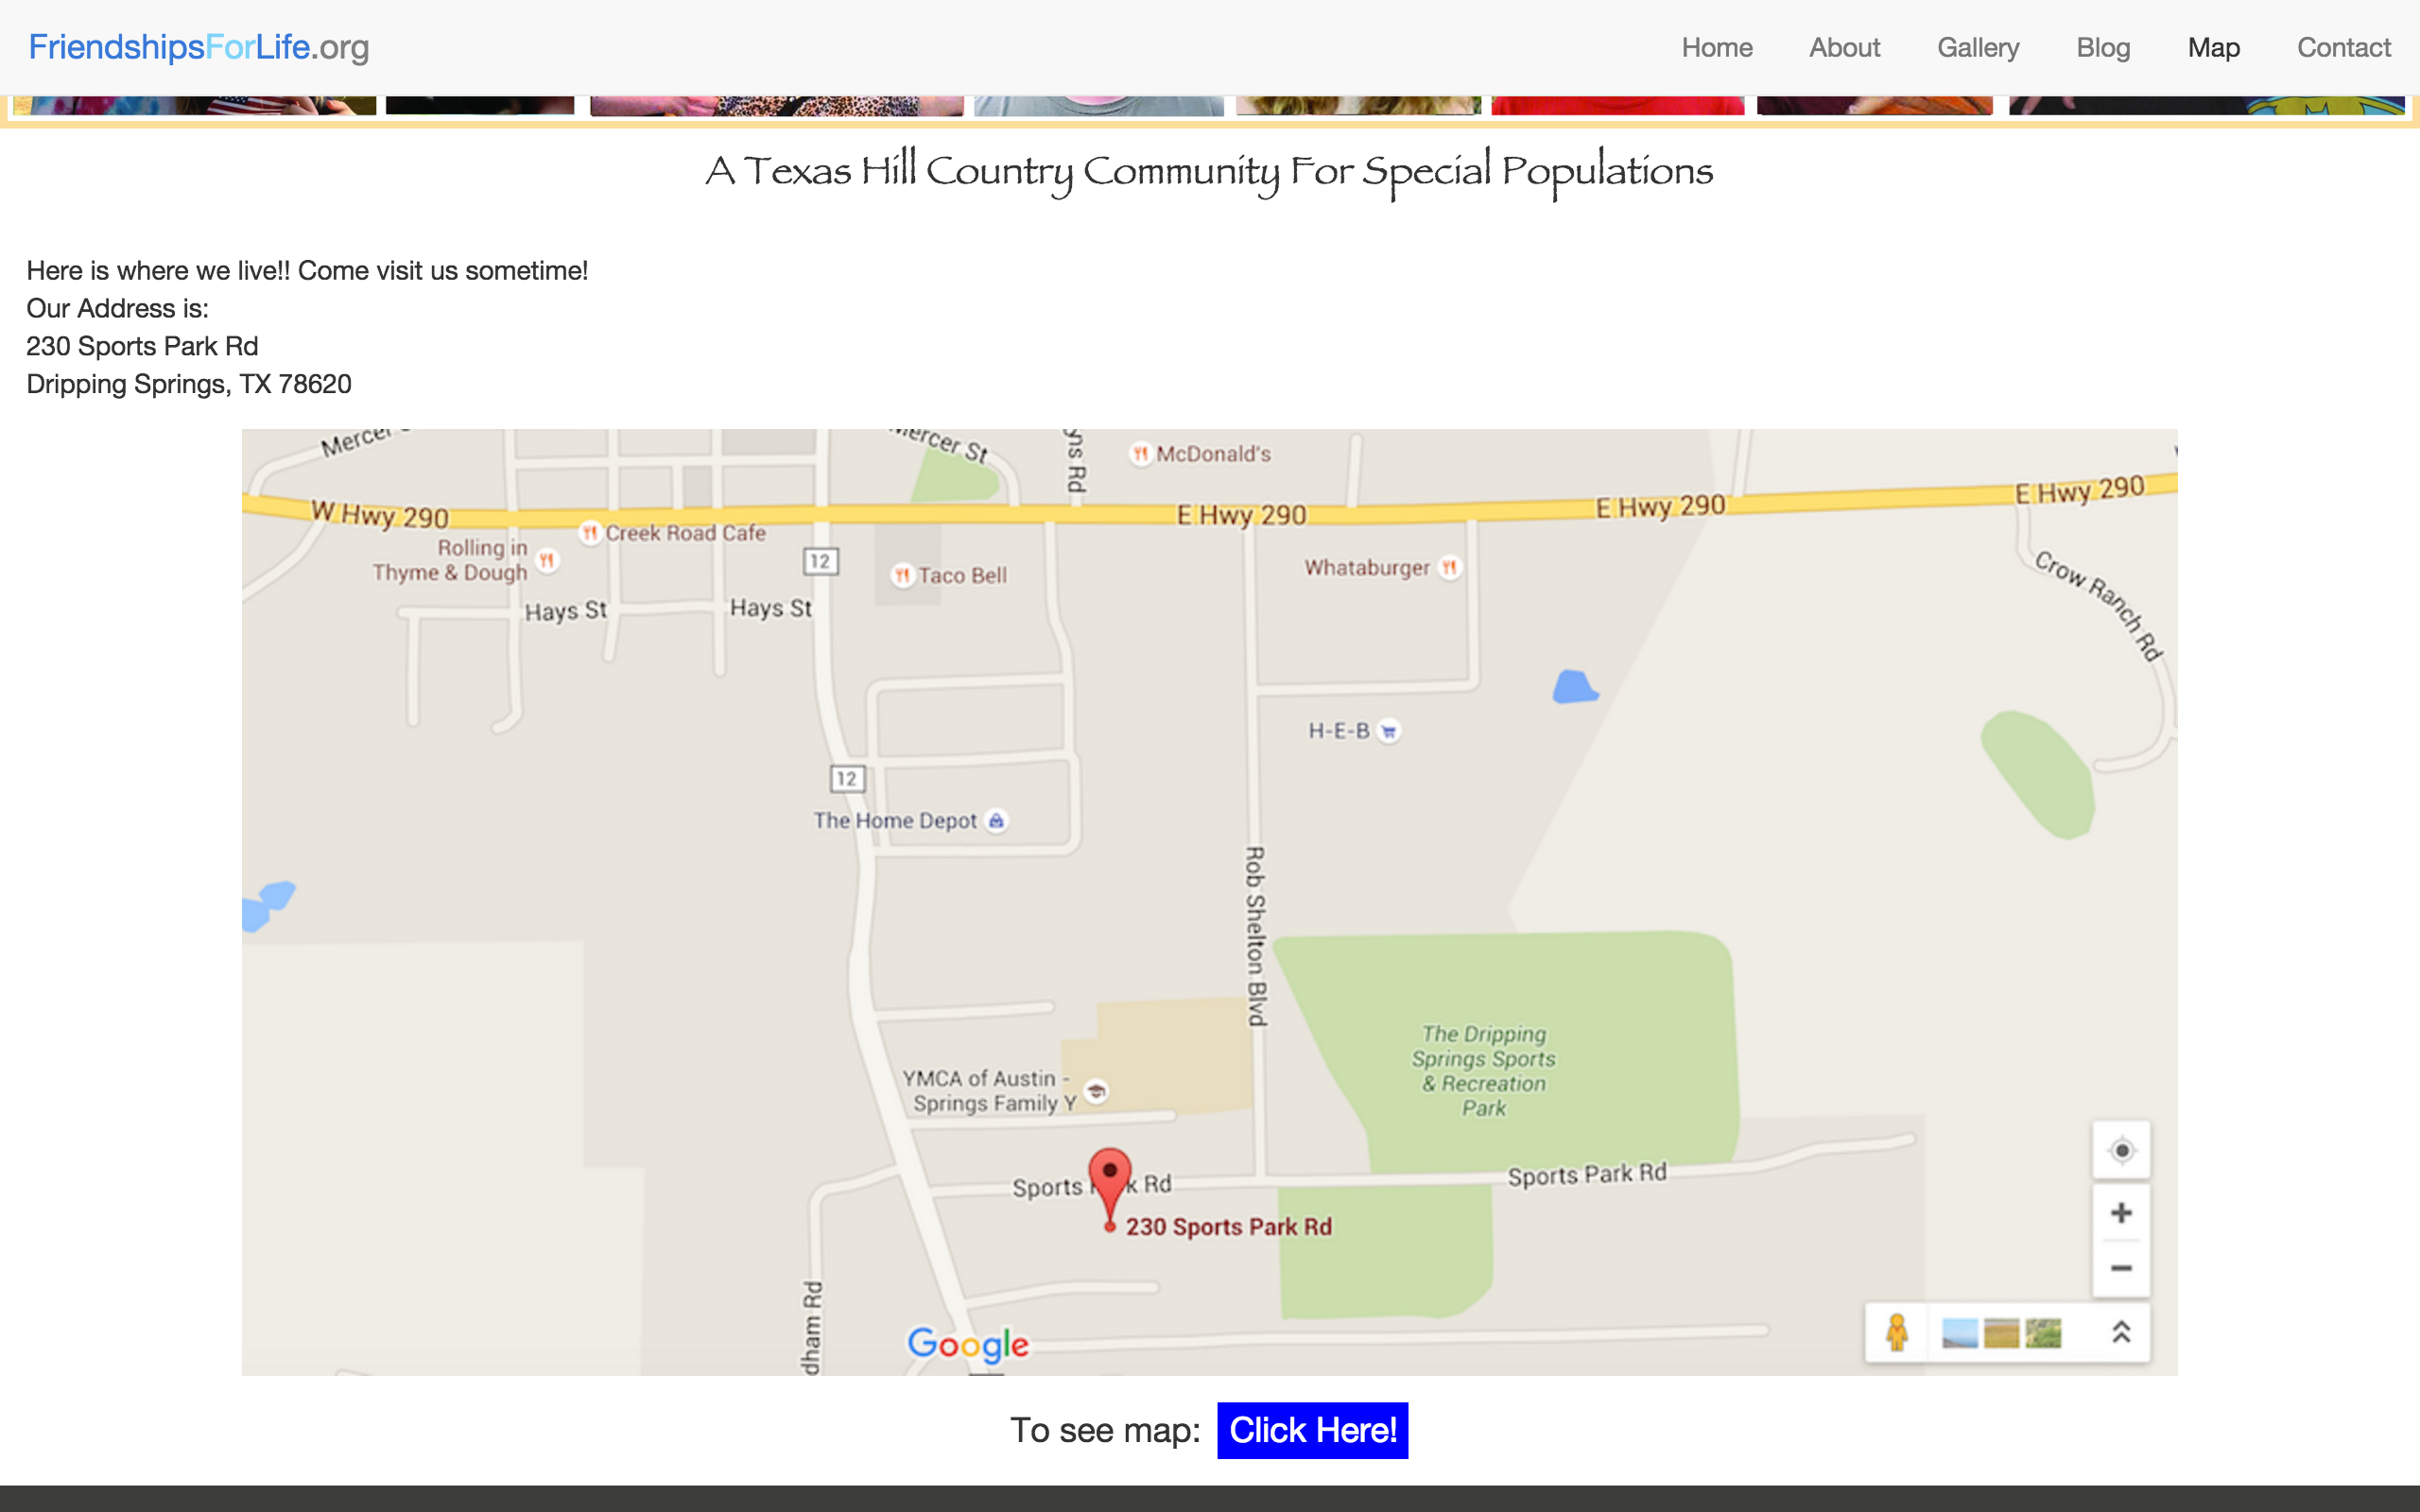 FriendshipsForLife.org
Home About Gallery Blog Map Contact
A Texas Hill Country Community For Special Populations
Here is where we live!! Come visit us sometime!
Our Address is:
230 Sports Park Rd
Dripping Springs, TX 78620
Mercer
Mercer St
Rd
McDonald's
W Hwy 290
E Hwy 290
E Hwy 290
E Hwy 290
Creek Road Cafe
Rolling in
Thyme & Dough
12
Taco Bell
Whataburger
Crow Ranch Rd
Hays St
Hays St
H-E-B
12
The Home Depot
Rob Shelton Blvd
The Dripping
Springs Sports
& Recreation
Park
YMCA of Austin -
Springs Family Y
Sports Park Rd
Sports Park Rd
230 Sports Park Rd
dham Rd
Google
To see map: Click Here!